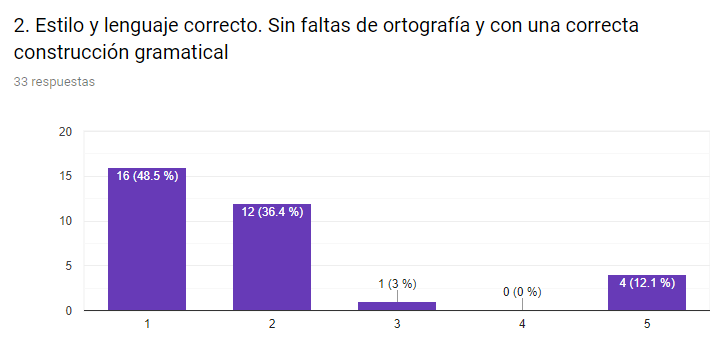 2. Estilo y lenguaje correcto. Sin faltas de ortografía y con una correcta
construcción gramatical
33 respuestas
20
15
10
5
0
16 (48.5 %)
12 (36.4 %)
1 (3 %)
0 (0 %)
4 (12.1 %)
1 2 3 4 5